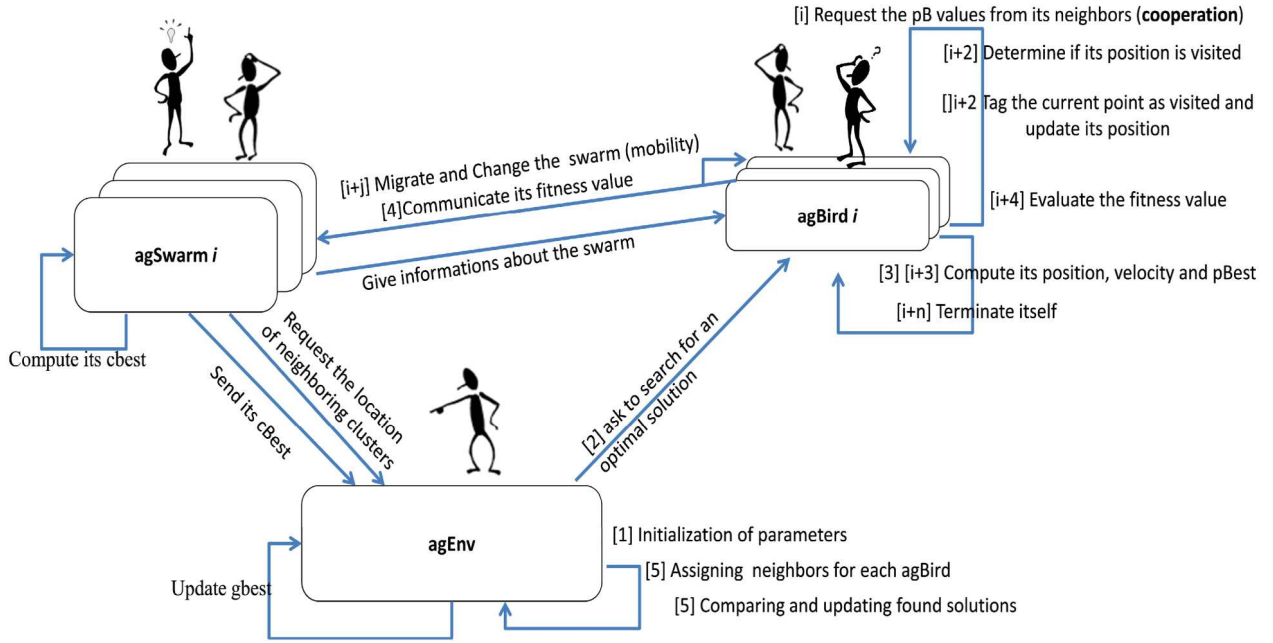 [i] Request the pB values from its neighbors (cooperation)
[i+2] Determine if its position is visited
[]i+2 Tag the current point as visited and
update its position
[i+j] Migrate and Change the swarm (mobility)
[4]Communicate its fitness value
[i+4] Evaluate the fitness value
agBird i
agSwarm i
Give informations about the swarm
[3] [i+3] Compute its position, velocity and pBest
[i+n] Terminate itself
Compute its cbest
Request the location
of neighboring clusters
Send its cBest
[2] ask to search for an
optimal solution
agEnv
[1] Initialization of parameters
[5] Assigning neighbors for each agBird
Update gbest
[5] Comparing and updating found solutions
?